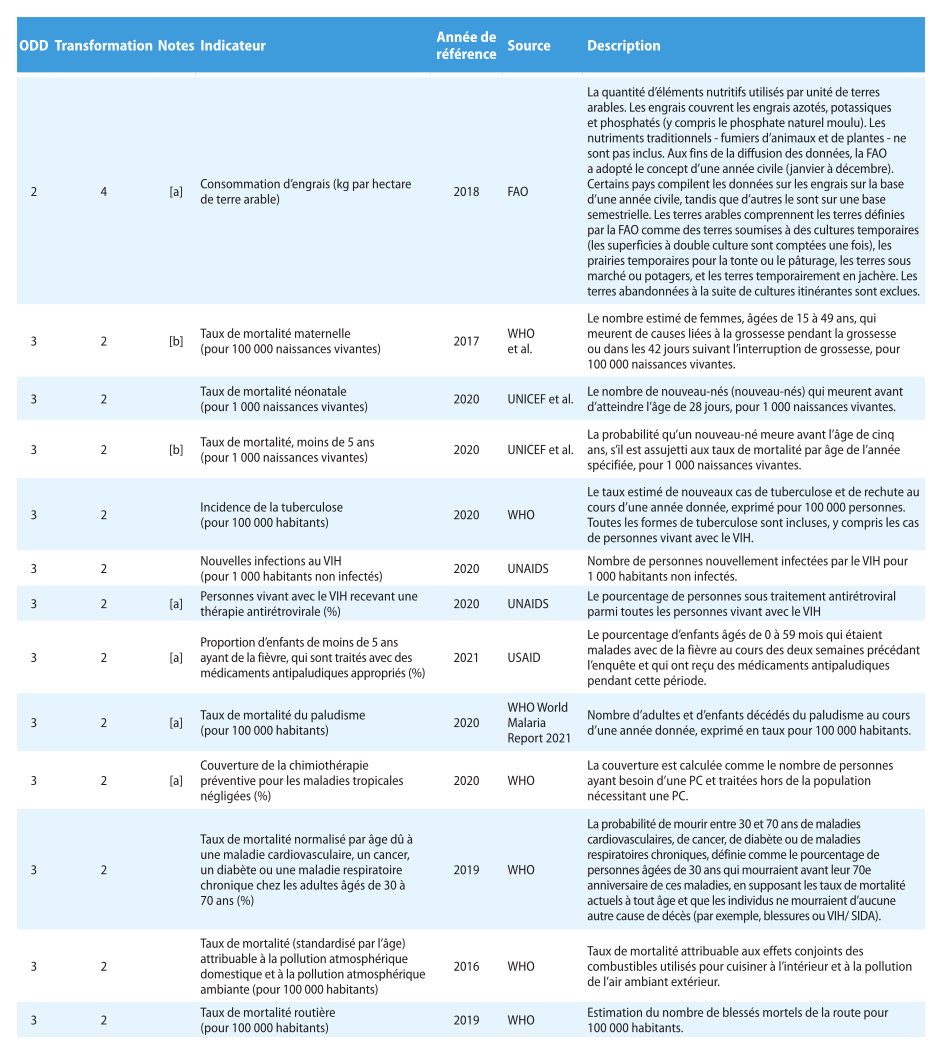 ODD Transformation Notes Indicateur Année de référence Source Description
La quantité d’éléments nutritifs utilisés par unité de terres
arables. Les engrais couvrent les engrais azotés, potassiques
et phosphatés (y compris le phosphate naturel moulu). Les
nutriments traditionnels - fumiers d’animaux et de plantes - ne
sont pas inclus. Aux fins de la diffusion des données, la FAO
a adopté le concept d’une année civile (janvier à décembre).
2 4 [a] Consommation d’engrais (kg par hectare
de terre arable) 2018 FAO Certains pays compilent les données sur les engrais sur la base
d’une année civile, tandis que d’autres le sont sur une base
semestrielle. Les terres arables comprennent les terres définies
par la FAO comme des terres soumises à des cultures temporaires
(les superficies à double culture sont comptées une fois), les
prairies temporaires pour la tonte ou le pâturage, les terres sous
marché ou potagers, et les terres temporairement en jachère. Les
terres abandonnées à la suite de cultures itinérantes sont exclues.
3 2 [b] Taux de mortalité maternelle
(pour 100 000 naissances vivantes)
2017
WHO
et al.
Le nombre estimé de femmes, âgées de 15 à 49 ans, qui
meurent de causes liées à la grossesse pendant la grossesse
ou dans les 42 jours suivant l’interruption de grossesse, pour
100 000 naissances vivantes.
3 2 Taux de mortalité néonatale
(pour 1 000 naissances vivantes)
2020 UNICEF et al.
Le nombre de nouveau-nés (nouveau-nés) qui meurent avant
d’atteindre l’âge de 28 jours, pour 1 000 naissances vivantes.
3 2 [b] Taux de mortalité, moins de 5 ans
(pour 1 000 naissances vivantes)
2020 UNICEF et al.
La probabilité qu’un nouveau-né meure avant l’âge de cinq
ans, s’il est assujetti aux taux de mortalité par âge de l’année
spécifiée, pour 1 000 naissances vivantes.
3 2 Incidence de la tuberculose
(pour 100 000 habitants)
2020 WHO
Le taux estimé de nouveaux cas de tuberculose et de rechute au
cours d’une année donnée, exprimé pour 100 000 personnes.
Toutes les formes de tuberculose sont incluses, y compris les cas
de personnes vivant avec le VIH.
3 2 Nouvelles infections au VIH
(pour 1 000 habitants non infectés)
2020 UNAIDS
Nombre de personnes nouvellement infectées par le VIH pour
1 000 habitants non infectés.
3 2 [a] Personnes vivant avec le VIH recevant une
thérapie antirétrovirale (%)
2020 UNAIDS
Le pourcentage de personnes sous traitement antirétroviral
parmi toutes les personnes vivant avec le VIH
3 2 [a] Proportion d’enfants de moins de 5 ans
ayant de la fièvre, qui sont traités avec des
médicaments antipaludiques appropriés (%)
2021 USAID
Le pourcentage d’enfants âgés de 0 à 59 mois qui étaient
malades avec de la fièvre au cours des deux semaines précédant
l’enquête et qui ont reçu des médicaments antipaludiques
pendant cette période.
3 2 [a] Taux de mortalité du paludisme
(pour 100 000 habitants)
2020
WHO World
Malaria
Report 2021
Nombre d’adultes et d’enfants décédés du paludisme au cours
d’une année donnée, exprimé en taux pour 100 000 habitants.
3 2 [a] Couverture de la chimiothérapie
préventive pour les maladies tropicales
négligées (%)
2020 WHO
La couverture est calculée comme le nombre de personnes
ayant besoin d’une PC et traitées hors de la population
nécessitant une PC.
3 2 Taux de mortalité normalisé par âge dû à
une maladie cardiovasculaire, un cancer,
un diabète ou une maladie respiratoire
chronique chez les adultes âgés de 30 à
70 ans (%)
2019 WHO
La probabilité de mourir entre 30 et 70 ans de maladies
cardiovasculaires, de cancer, de diabète ou de maladies
respiratoires chroniques, définie comme le pourcentage de
personnes âgées de 30 ans qui mourraient avant leur 70e
anniversaire de ces maladies, en supposant les taux de mortalité
actuels à tout âge et que les individus ne mourraient d’aucune
autre cause de décès (par exemple, blessures ou VIH/ SIDA).
3 2 Taux de mortalité (standardisé par l’âge)
attribuable à la pollution atmosphérique
domestique et à la pollution atmosphérique
ambiante (pour 100 000 habitants)
2016 WHO
Taux de mortalité attribuable aux effets conjoints des
combustibles utilisés pour cuisiner à l’intérieur et à la pollution
de l’air ambiant extérieur.
3 2 Taux de mortalité routière
(pour 100 000 habitants)
2019 WHO
Estimation du nombre de blessés mortels de la route pour
100 000 habitants.